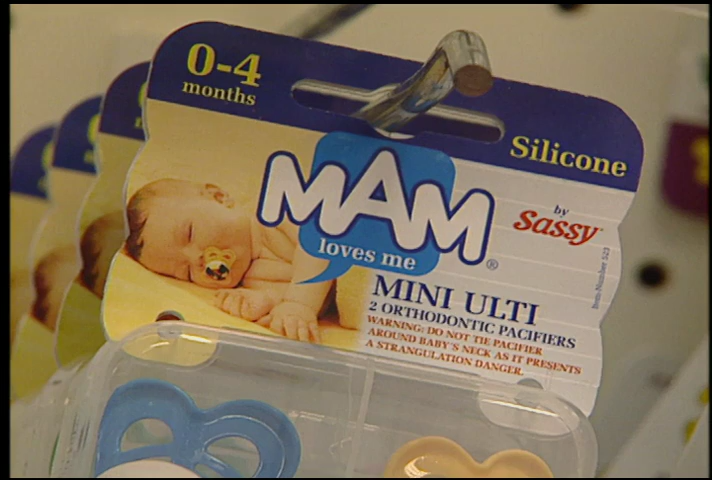 0-4
months
Silicone
MAM
loves me
®
by
Sassy
MINI ULTI
2 ORTHODONTIC PACIFIERS
WARNING: DO NOT TIE PACIFIER
AROUND BABY'S NECK AS IT PRESENTS
A STRANGULATION DANGER.